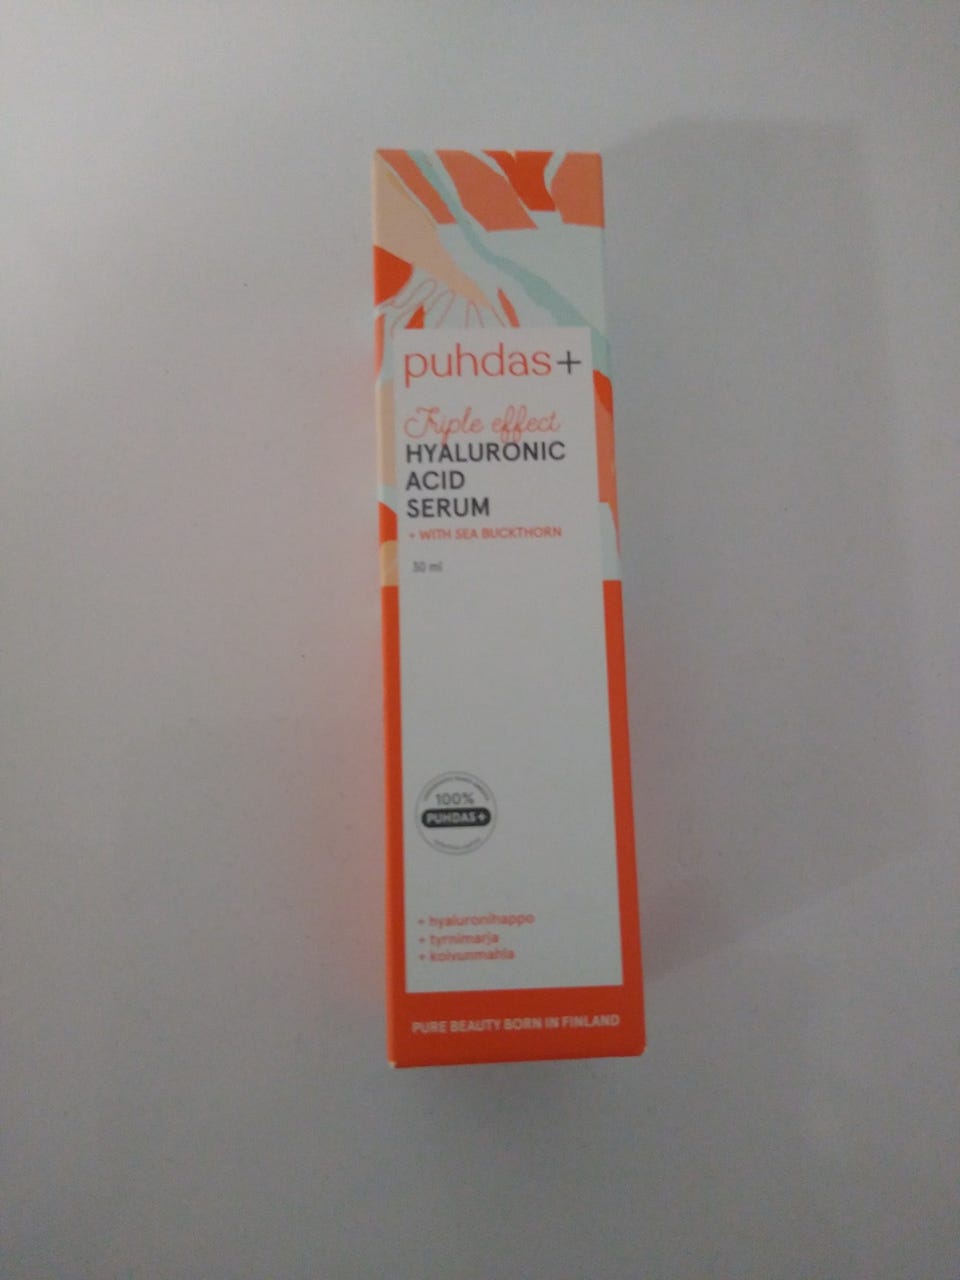 puhdas+
Triple effect
HYALURONIC
ACID
SERUM
+ WITH SEA BUCKTHORN
30 ml
100%
PUHDAS+
+ hyaluronihappo
+ tyrnimarja
+ koivunmahla
PURE BEAUTY BORN IN FINLAND